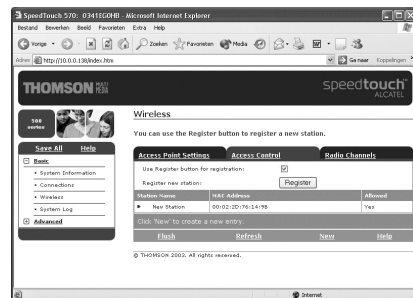 SpeedTouch 570: 0341EG0HB - Microsoft Internet Explorer
Bestand Bewerken Beeld Favorieten Extra Help
Vorige Zoeken Favorieten Media
Adres http://10.0.0.138/index.htm Ga naar Koppelingen
THOMSON MULTI MEDIA
speedtouch™
ALCATEL
500 series
Save All Help
Basic
System Information
Connections
Wireless
System Log
Advanced
Wireless
You can use the Register button to register a new station.
Access Point Settings Access Control Radio Channels
Use Register button for registration:
Register new station: Register
Station Name MAC Address Allowed
New Station 00:02:2D:76:14:9B Yes
Click 'New' to create a new entry.
Flush Refresh New Help
© THOMSON 2003. All rights reserved.
Internet